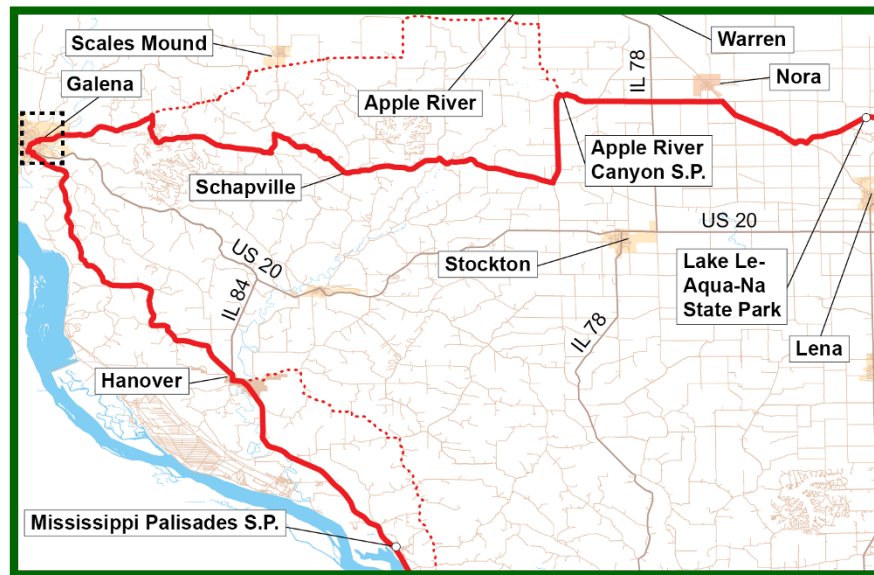 Warren
Scales Mound
IL 78
Nora
Galena
Apple River
Apple River
Canyon S.P.
Schapville
US 20
US 20
Stockton
Lake Le-
Aqua-Na
State Park
IL 84
IL 78
Lena
Hanover
Mississippi Palisades S.P.